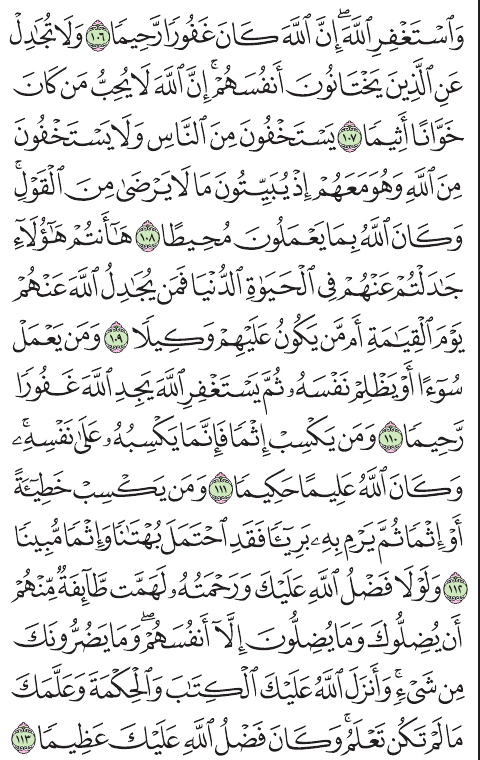 وَٱسۡتَغۡفِرِ ٱللَّهَۖ إِنَّ ٱللَّهَ كَانَ غَفُورٗا رَّحِيمٗا ١٠٦ وَلَا تُجَٰدِلۡ
عَنِ ٱلَّذِينَ يَخۡتَانُونَ أَنفُسَهُمۡۚ إِنَّ ٱللَّهَ لَا يُحِبُّ مَن كَانَ
خَوَّانًا أَثِيمٗا ١٠٧ يَسۡتَخۡفُونَ مِنَ ٱلنَّاسِ وَلَا يَسۡتَخۡفُونَ
مِنَ ٱللَّهِ وَهُوَ مَعَهُمۡ إِذۡ يُبَيِّتُونَ مَا لَا يَرۡضَىٰ مِنَ ٱلۡقَوۡلِۚ
وَكَانَ ٱللَّهُ بِمَا يَعۡمَلُونَ مُحِيطًا ١٠٨ هَٰٓأَنتُمۡ هَٰٓؤُلَآءِ
جَٰدَلۡتُمۡ عَنۡهُمۡ فِي ٱلۡحَيَوٰةِ ٱلدُّنۡيَا فَمَن يُجَٰدِلُ ٱللَّهَ عَنۡهُمۡ
يَوۡمَ ٱلۡقِيَٰمَةِ أَم مَّن يَكُونُ عَلَيۡهِمۡ وَكِيلٗا ١٠٩ وَمَن يَعۡمَلۡ
سُوٓءًا أَوۡ يَظۡلِمۡ نَفۡسَهُۥ ثُمَّ يَسۡتَغۡفِرِ ٱللَّهَ يَجِدِ ٱللَّهَ غَفُورٗا
رَّحِيمٗا ١١٠ وَمَن يَكۡسِبۡ إِثۡمٗا فَإِنَّمَا يَكۡسِبُهُۥ عَلَىٰ نَفۡسِهِۦۚ
وَكَانَ ٱللَّهُ عَلِيمًا حَكِيمٗا ١١١ وَمَن يَكۡسِبۡ خَطِيٓـَٔةً
أَوۡ إِثۡمٗا ثُمَّ يَرۡمِ بِهِۦ بَرِيٓـٔٗا فَقَدِ ٱحۡتَمَلَ بُهۡتَٰنٗا وَإِثۡمٗا مُّبِينٗا
١١٢ وَلَوۡلَا فَضۡلُ ٱللَّهِ عَلَيۡكَ وَرَحۡمَتُهُۥ لَهَمَّت طَّآئِفَةٞ مِّنۡهُمۡ
أَن يُضِلُّوكَ وَمَا يُضِلُّونَ إِلَّآ أَنفُسَهُمۡۖ وَمَا يَضُرُّونَكَ
مِن شَيۡءٖۚ وَأَنزَلَ ٱللَّهُ عَلَيۡكَ ٱلۡكِتَٰبَ وَٱلۡحِكۡمَةَ وَعَلَّمَكَ
مَا لَمۡ تَكُن تَعۡلَمُۚ وَكَانَ فَضۡلُ ٱللَّهِ عَلَيۡكَ عَظِيمٗا ١١٣